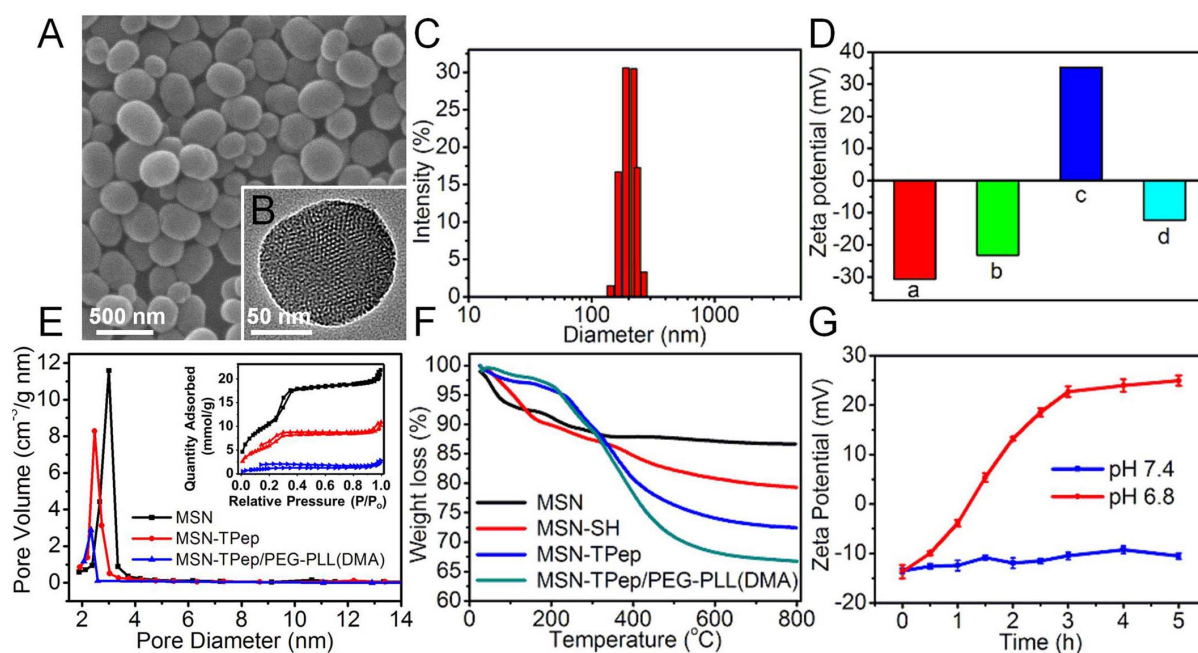 A
500 nm
B
50 nm
C
Intensity (%)
30
25
20
15
10
5
0
10
100
1000
Diameter (nm)
D
Zeta potential (mV)
40
30
20
10
0
-10
-20
-30
a
b
c
d
E
Pore Volume (cm⁻³/g nm)
12
10
8
6
4
2
0
2 4 6 8 10 12 14
Pore Diameter (nm)
Quantity Adsorbed
mmol/g
20
15
10
5
0
0.0 0.2 0.4 0.6 0.8 1.0
Relative Pressure (P/Po)
MSN
MSN-TPep
MSN-TPep/PEG-PLL(DMA)
F
Weight loss (%)
100
95
90
85
80
75
70
65
60
0 200 400 600 800
Temperature (°C)
MSN
MSN-SH
MSN-TPep
MSN-TPep/PEG-PLL(DMA)
G
Zeta Potential (mV)
30
20
10
0
-10
-20
0 1 2 3 4 5
Time (h)
pH 7.4
pH 6.8